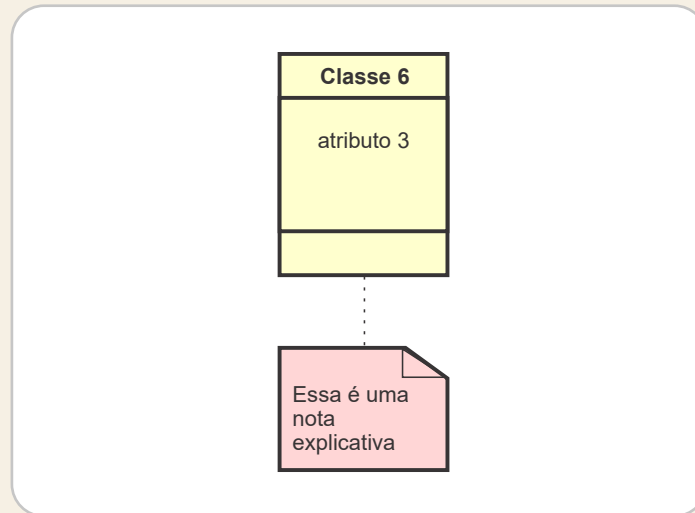 Classe 6
atributo 3
Essa é uma
nota
explicativa